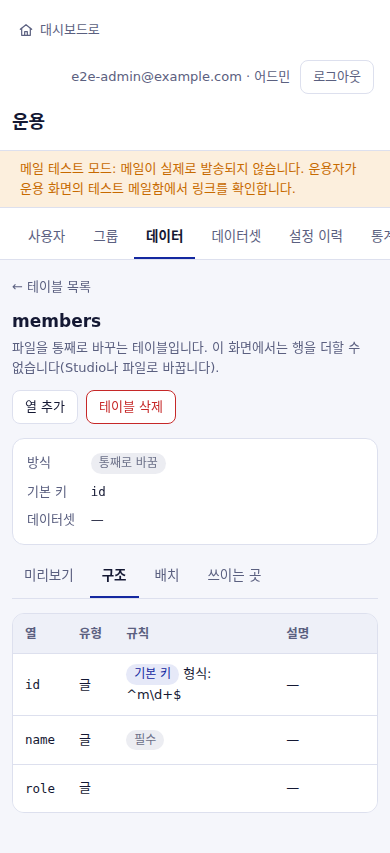 대시보드로
e2e-admin@example.com · 어드민 로그아웃
운용
메일 테스트 모드: 메일이 실제로 발송되지 않습니다. 운용자가
운용 화면의 테스트 메일함에서 링크를 확인합니다.
사용자 그룹 데이터 데이터셋 설정 이력 통계
← 테이블 목록
members
파일을 통째로 바꾸는 테이블입니다. 이 화면에서는 행을 더할 수
없습니다(Studio나 파일로 바꿉니다).
열 추가 테이블 삭제
방식 통째로 바꿈
기본 키 id
데이터셋 —
미리보기 구조 배치 쓰이는 곳
열 유형 규칙 설명
id 글 기본 키 형식: ^m\d+$ —
name 글 필수 —
role 글 —